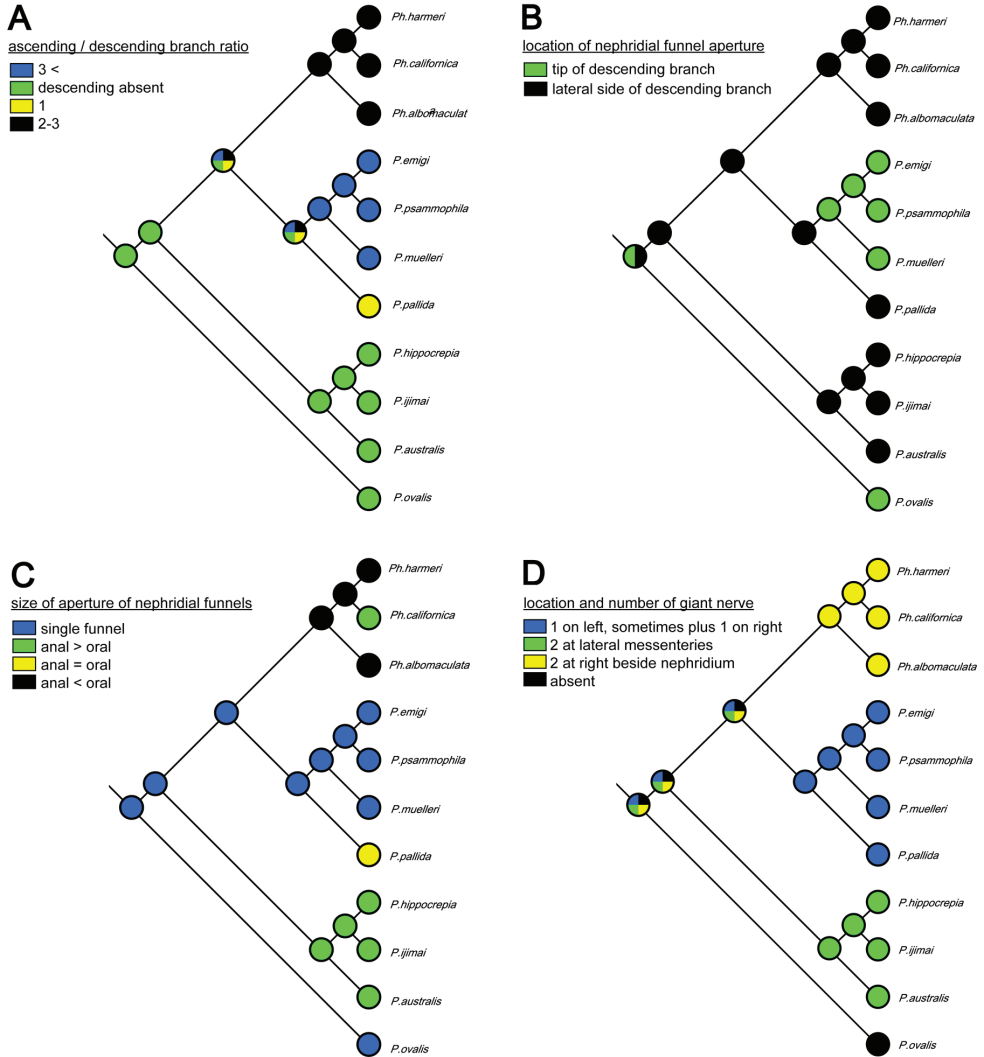 A
ascending / descending branch ratio
3 <
descending absent
1
2-3
Ph.harmeri
Ph.californica
Ph.albomaculat
P.emigi
P.psammophila
P.muelleri
P.pallida
P.hippocrepia
P.ijimai
P.australis
P.ovalis
B
location of nephridial funnel aperture
tip of descending branch
lateral side of descending branch
Ph.harmeri
Ph.californica
Ph.albomaculata
P.emigi
P.psammophila
P.muelleri
P.pallida
P.hippocrepia
P.ijimai
P.australis
P.ovalis
C
size of aperture of nephridial funnels
single funnel
anal > oral
anal = oral
anal < oral
Ph.harmeri
Ph.californica
Ph.albomaculata
P.emigi
P.psammophila
P.muelleri
P.pallida
P.hippocrepia
P.ijimai
P.australis
P.ovalis
D
location and number of giant nerve
1 on left, sometimes plus 1 on right
2 at lateral messenteries
2 at right beside nephridium
absent
Ph.harmeri
Ph.californica
Ph.albomaculata
P.emigi
P.psammophila
P.muelleri
P.pallida
P.hippocrepia
P.ijimai
P.australis
P.ovalis